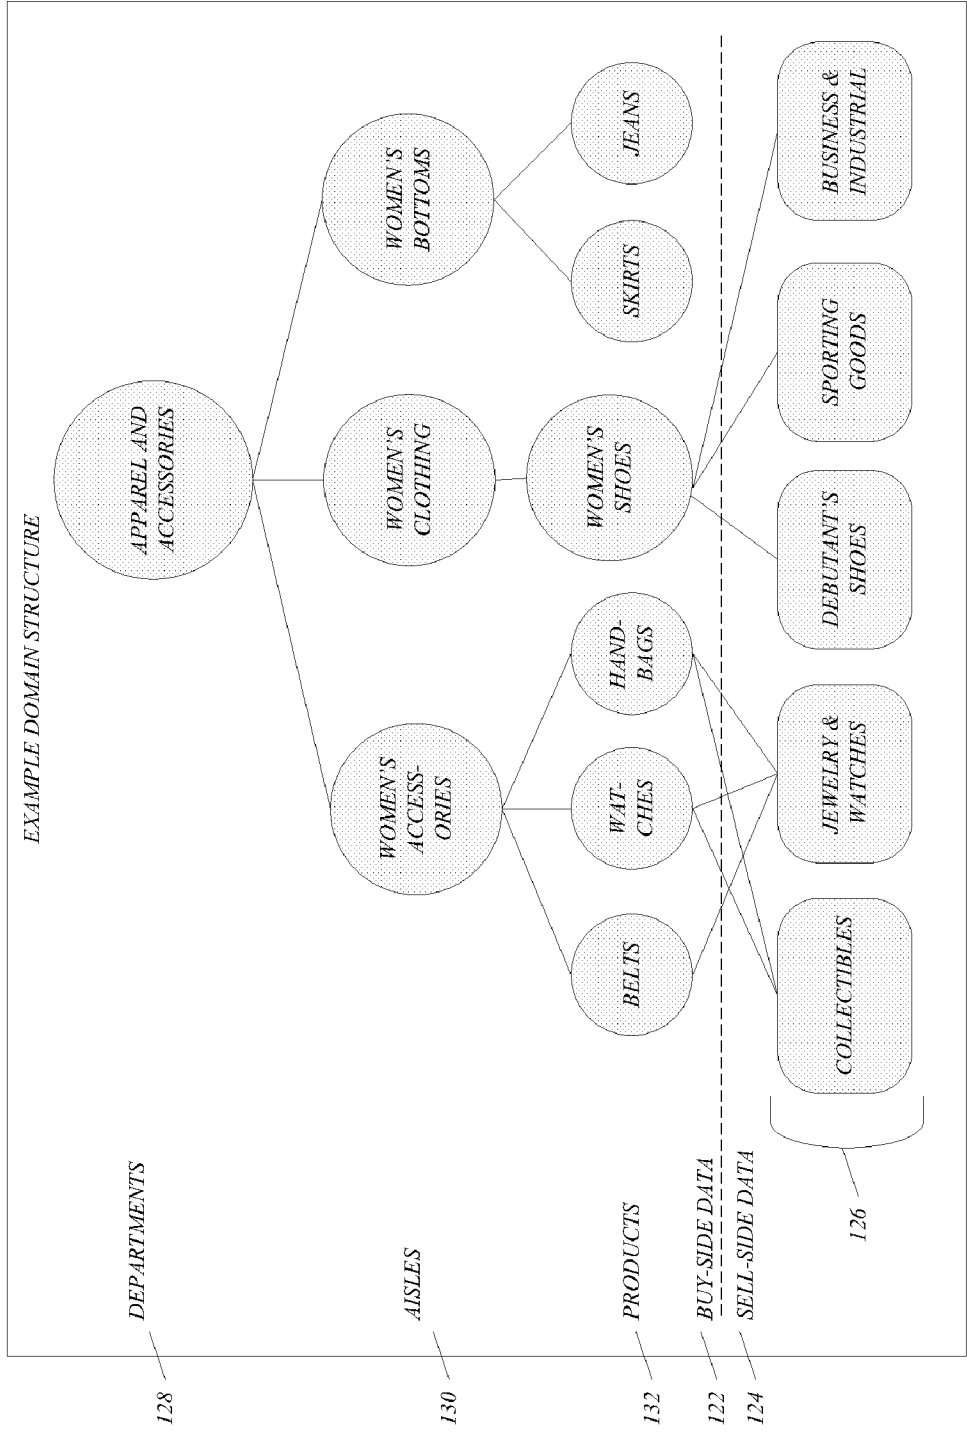 EXAMPLE DOMAIN STRUCTURE
128
DEPARTMENTS
APPAREL AND
ACCESSORIES
130
AISLES
WOMEN'S
ACCESS-
ORIES
WOMEN'S
CLOTHING
WOMEN'S
BOTTOMS
132
PRODUCTS
BELTS
WAT-
CHES
HAND-
BAGS
WOMEN'S
SHOES
SKIRTS
JEANS
122
BUY-SIDE DATA
124
SELL-SIDE DATA
126
COLLECTIBLES
JEWELRY &
WATCHES
DEBUTANT'S
SHOES
SPORTING
GOODS
BUSINESS &
INDUSTRIAL